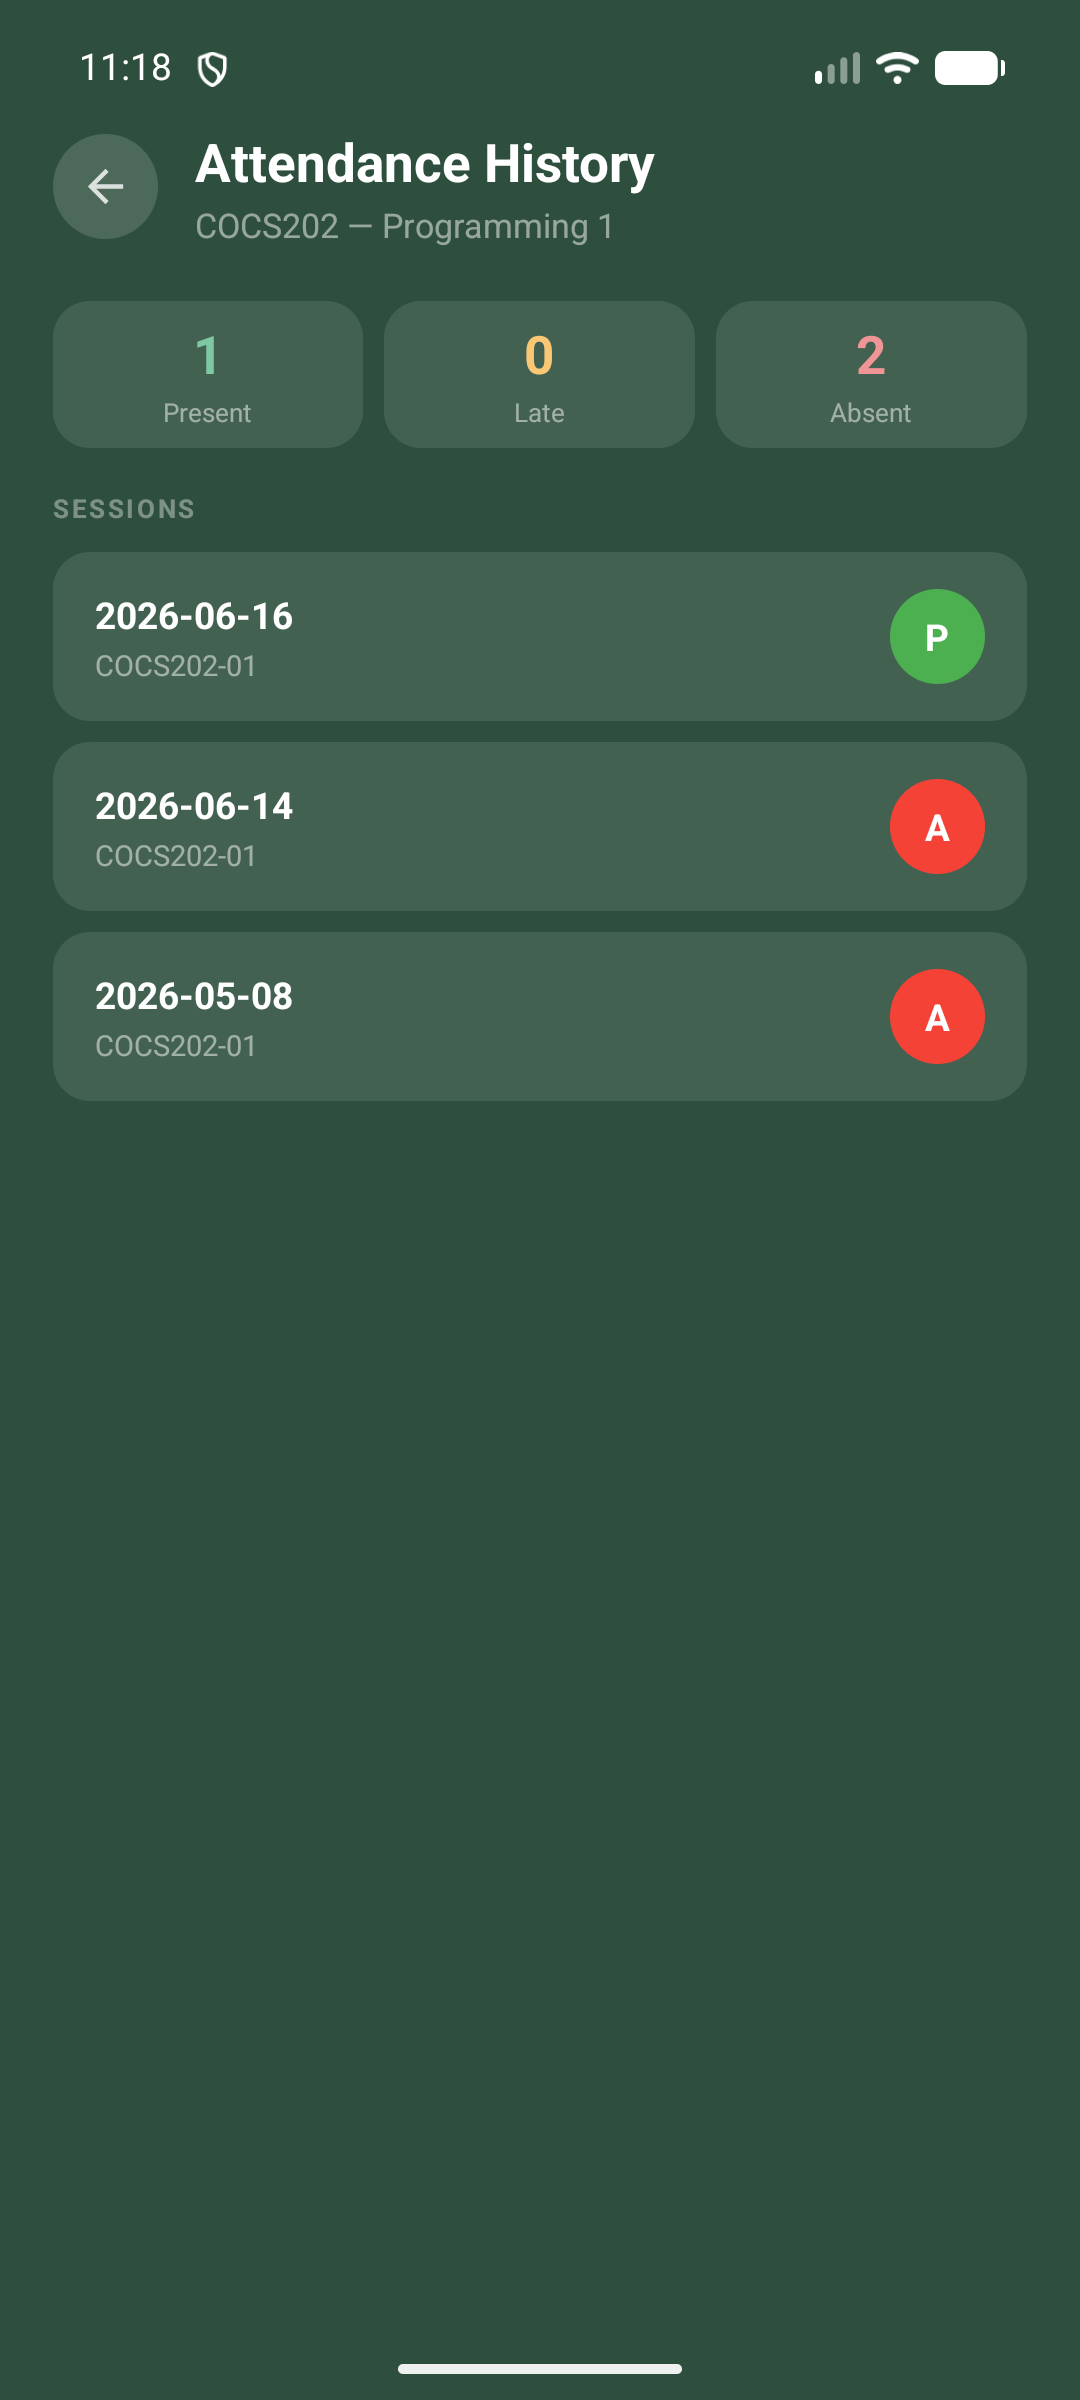 11:18
Attendance History
COCS202 — Programming 1
1
Present
0
Late
2
Absent
SESSIONS
2026-06-16
COCS202-01
P
2026-06-14
COCS202-01
A
2026-05-08
COCS202-01
A